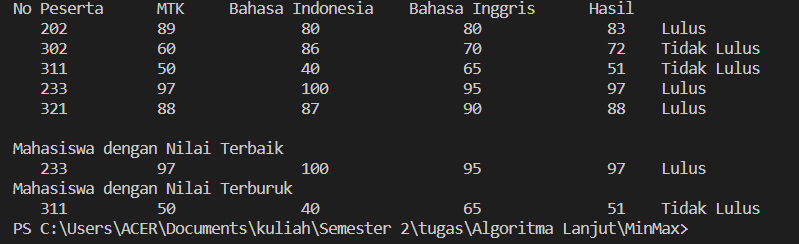 No Peserta MTK Bahasa Indonesia Bahasa Inggris Hasil
202 89 80 80 83 Lulus
302 60 86 70 72 Tidak Lulus
311 50 40 65 51 Tidak Lulus
233 97 100 95 97 Lulus
321 88 87 90 88 Lulus
Mahasiswa dengan Nilai Terbaik
233 97 100 95 97 Lulus
Mahasiswa dengan Nilai Terburuk
311 50 40 65 51 Tidak Lulus
PS C:\Users\ACER\Documents\kuliah\Semester 2\tugas\Algoritma Lanjut\MinMax>